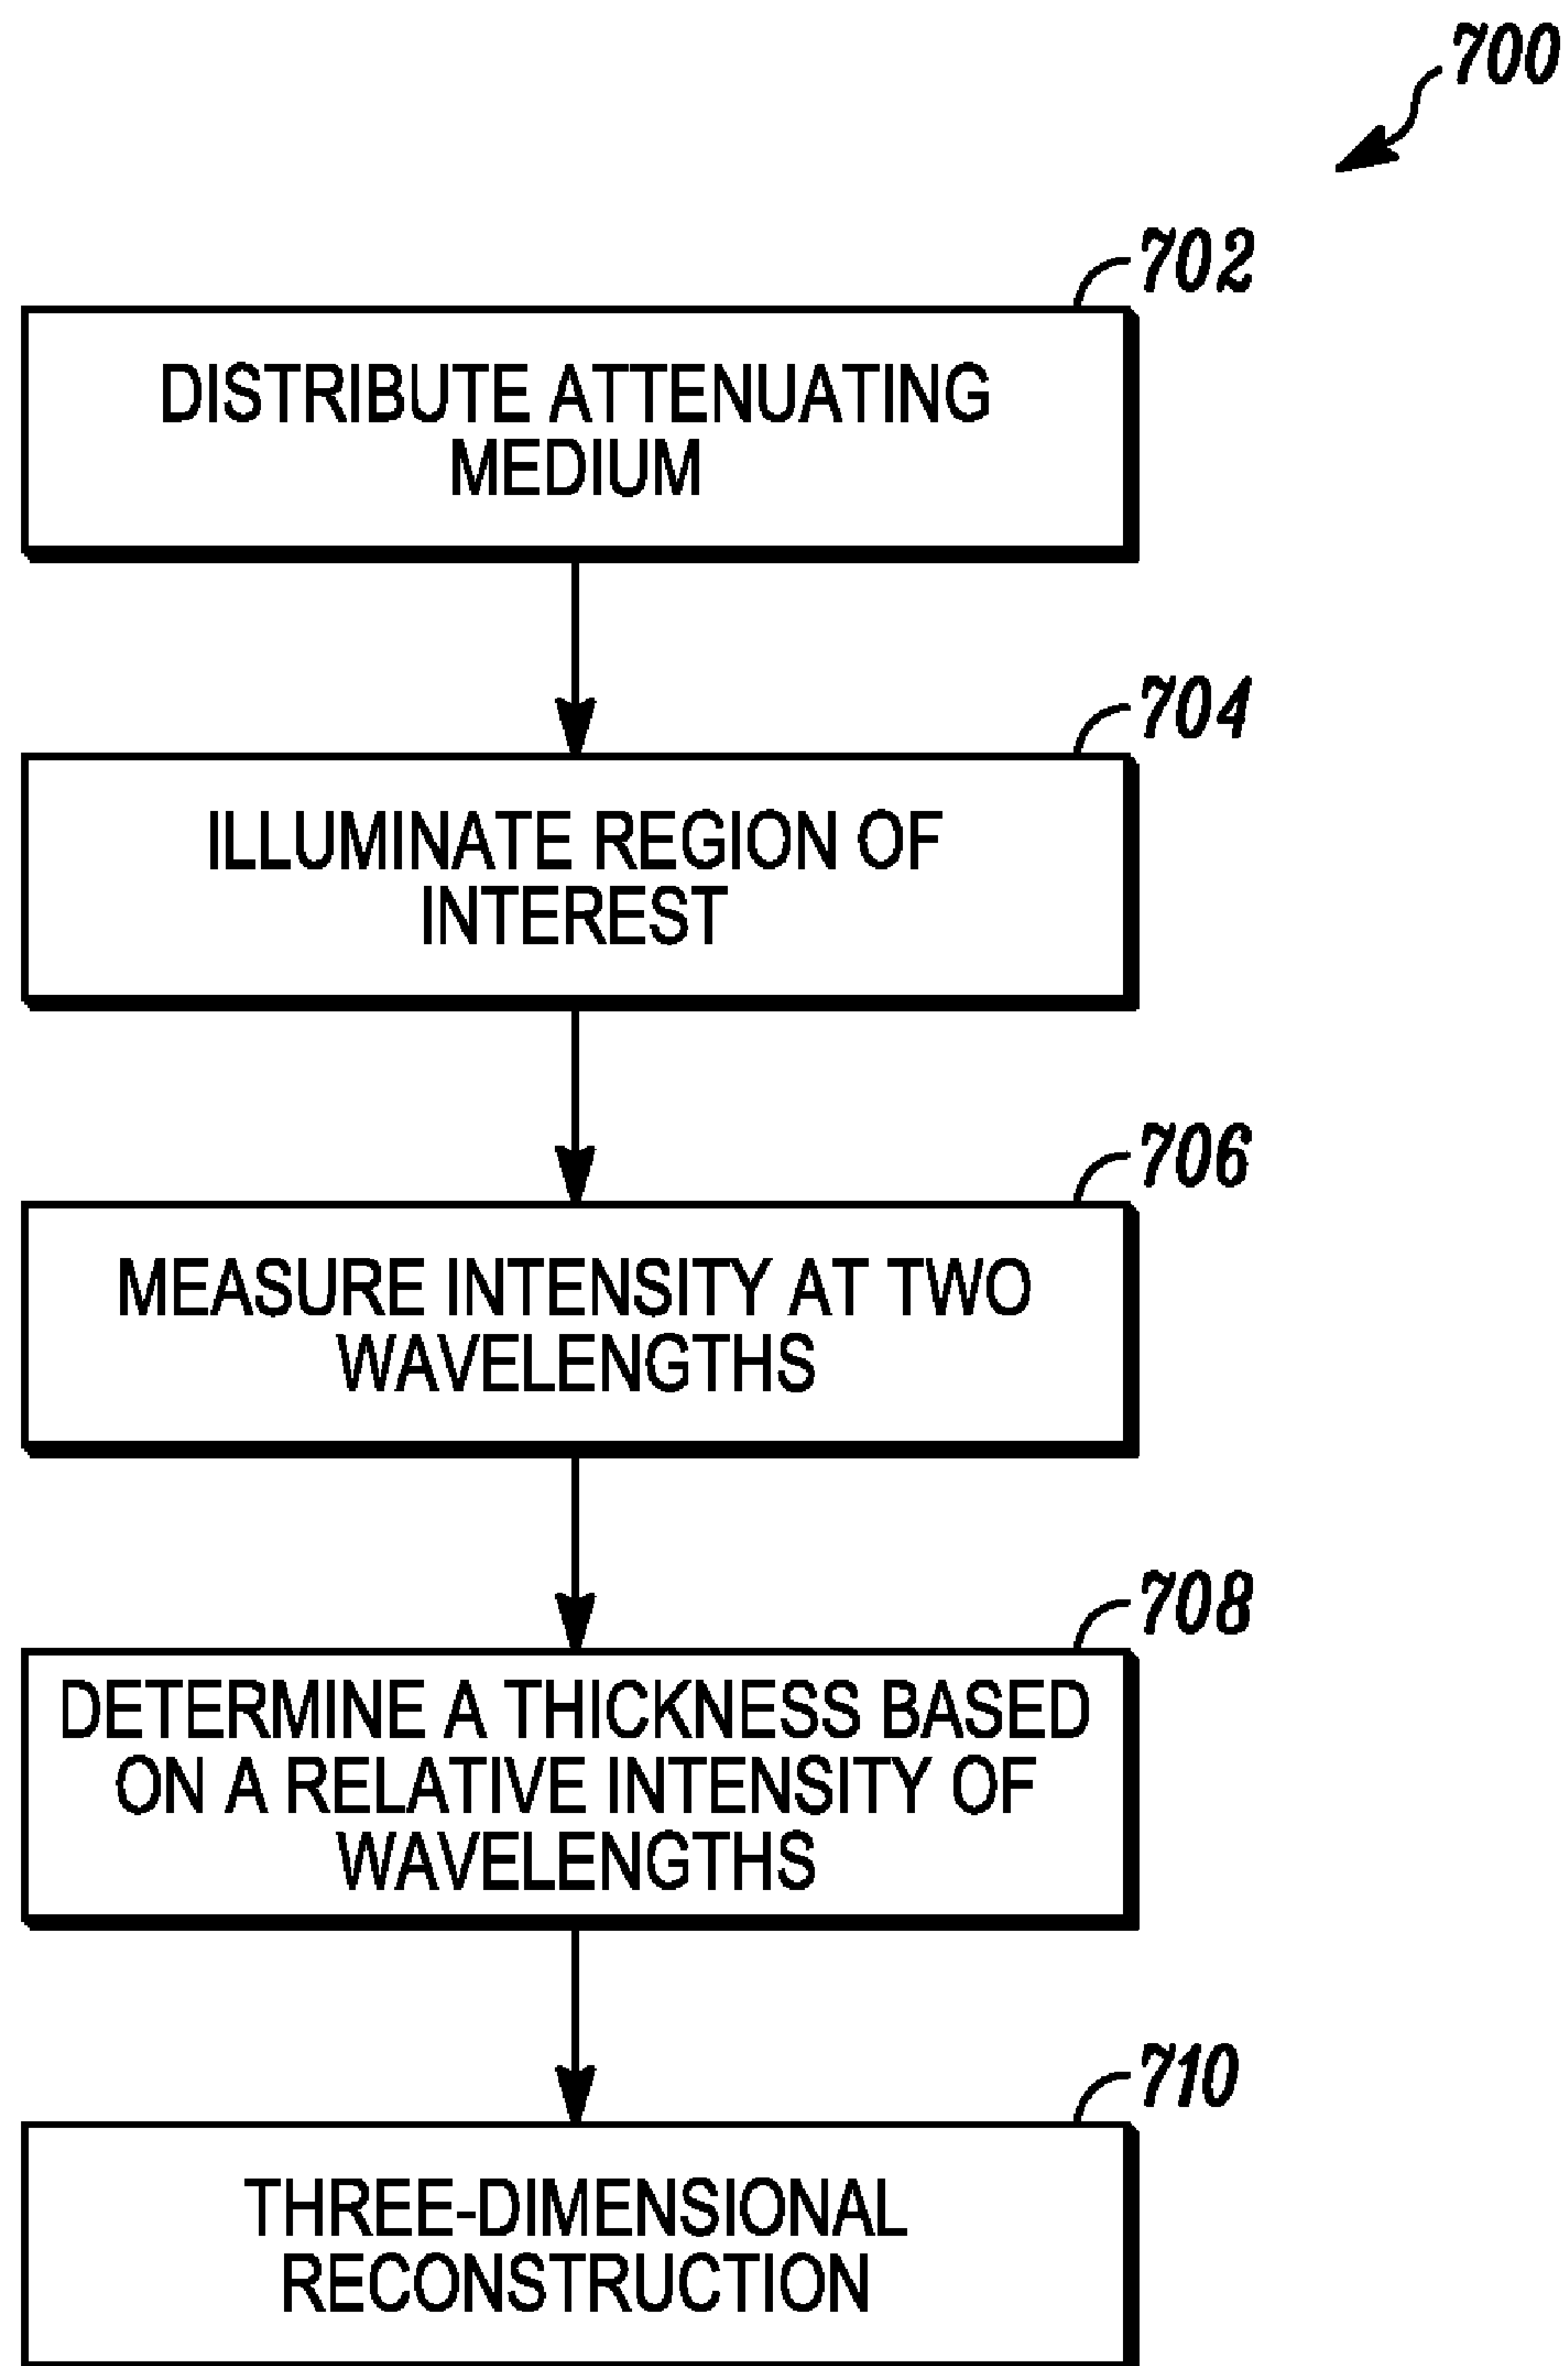 700
702
DISTRIBUTE ATTENUATING
MEDIUM
704
ILLUMINATE REGION OF
INTEREST
706
MEASURE INTENSITY AT TWO
WAVELENGTHS
708
DETERMINE A THICKNESS BASED
ON A RELATIVE INTENSITY OF
WAVELENGTHS
710
THREE-DIMENSIONAL
RECONSTRUCTION